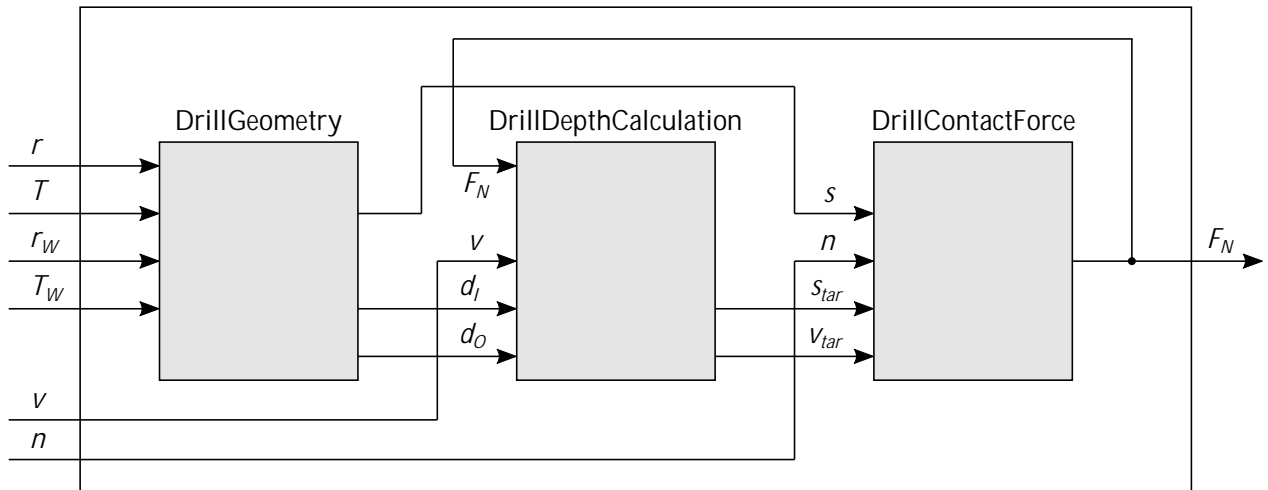 DrillGeometry
DrillDepthCalculation
DrillContactForce
r
T
r_W
T_W
v
n
F_N
v
d_I
d_O
s
n
s_tar
v_tar
F_N